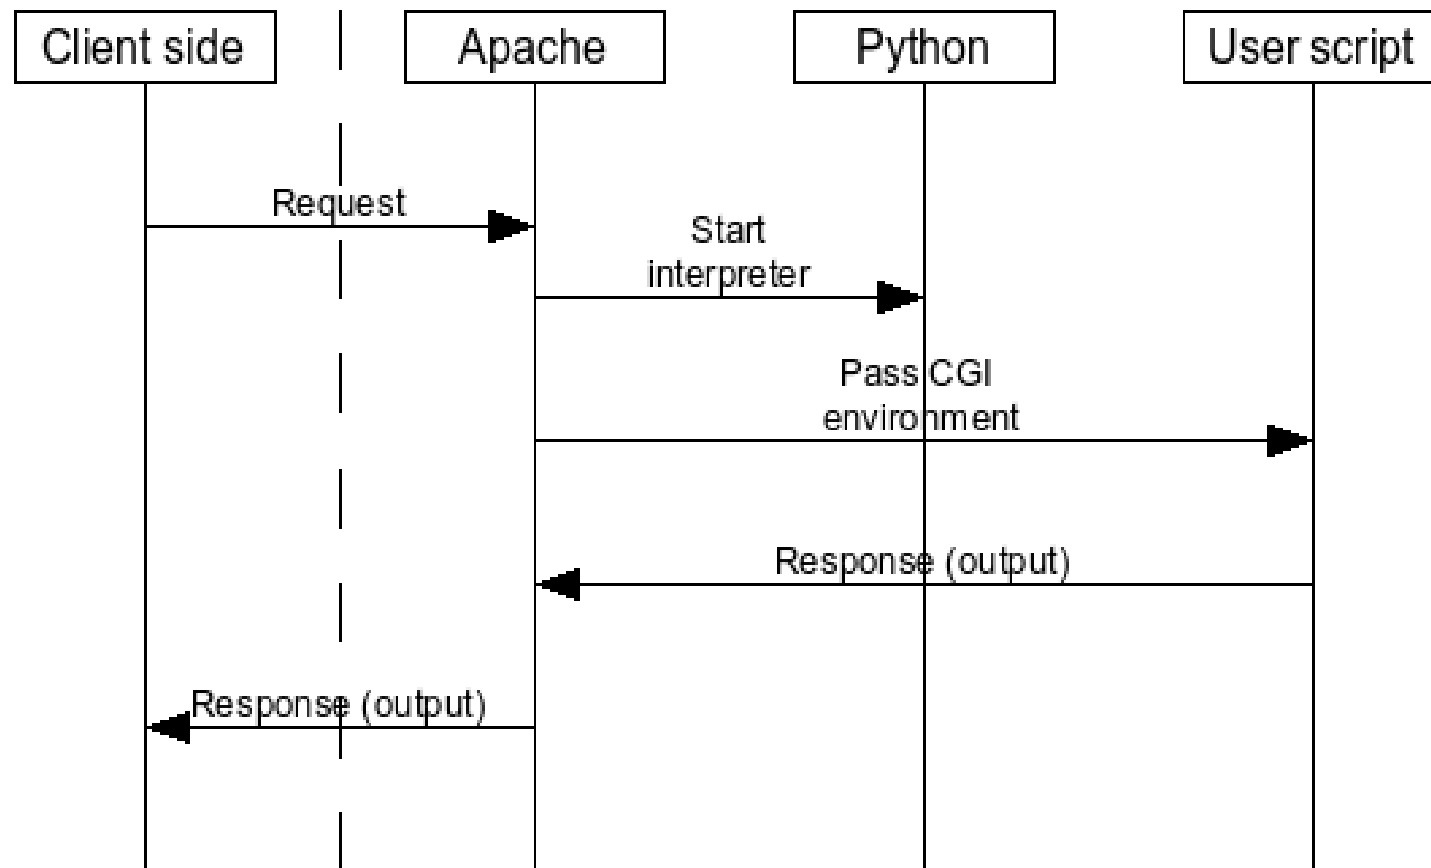 Client side
Apache
Python
User script
Request
Start
interpreter
Pass CGI
environment
Response (output)
Response (output)